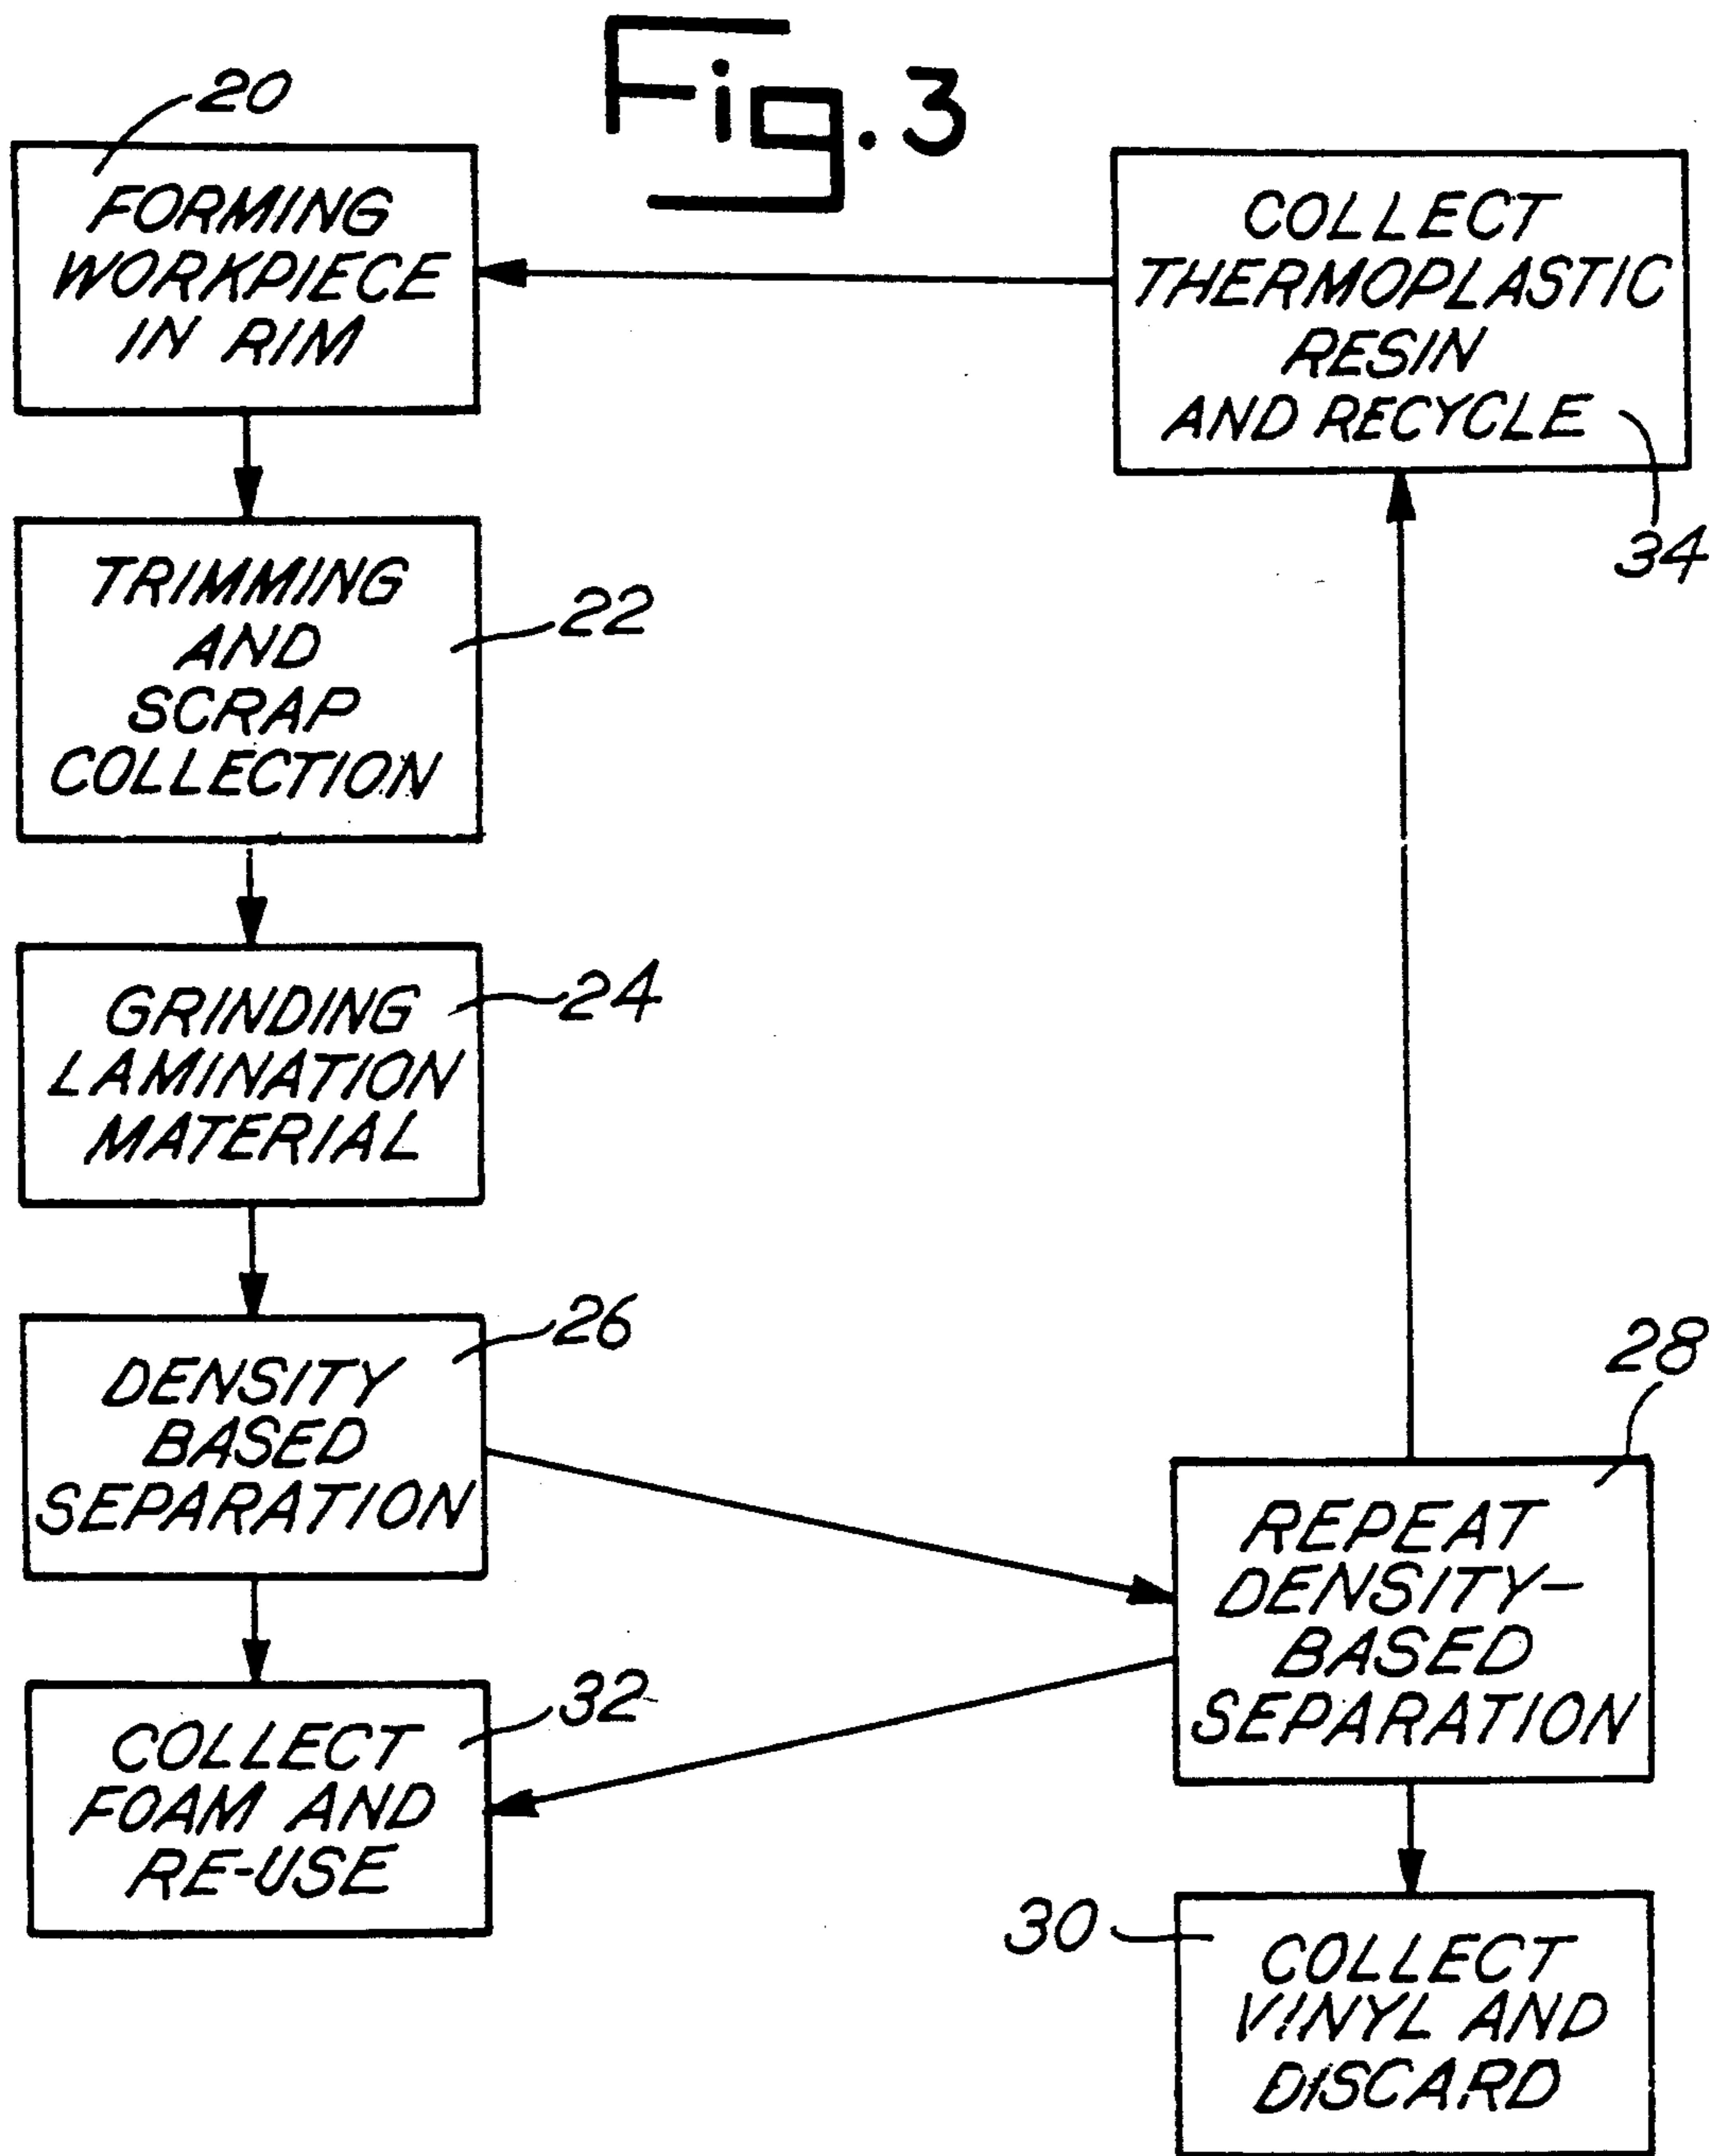 Fig. 3
20
FORMING
WORKPIECE
IN RIM
COLLECT
THERMOPLASTIC
RESIN
AND RECYCLE
34
TRIMMING
AND
SCRAP
COLLECTION
22
GRINDING
LAMINATION
MATERIAL
24
DENSITY
BASED
SEPARATION
26
28
REPEAT
DENSITY-
BASED
SEPARATION
COLLECT
FOAM AND
RE-USE
32
30
COLLECT
VINYL AND
DISCARD